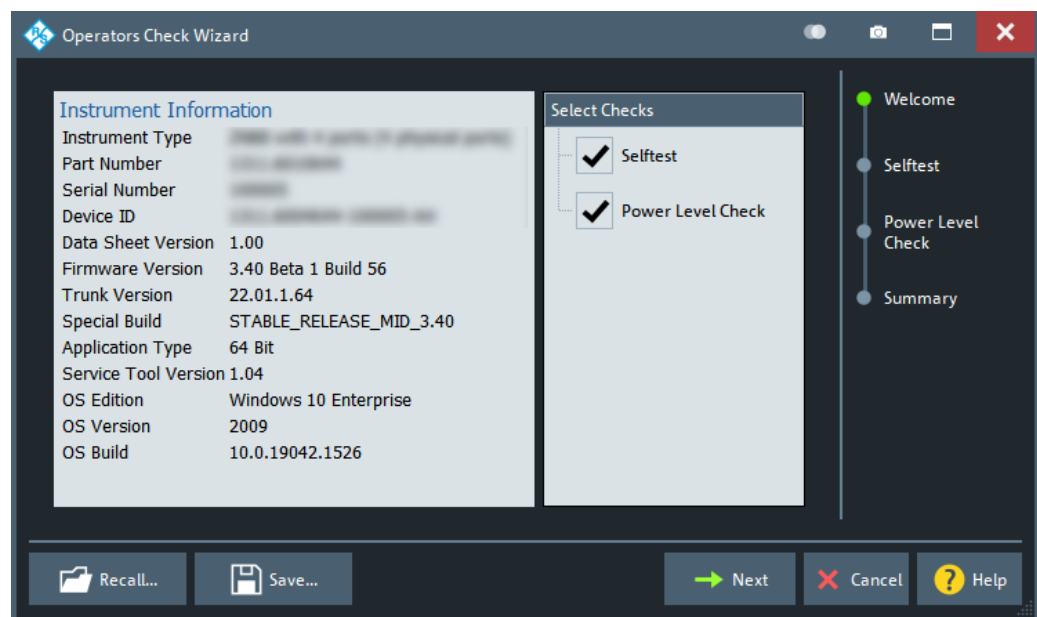 R/S
Operators Check Wizard
Instrument Information
Instrument Type
Part Number
Serial Number
Device ID
Data Sheet Version 1.00
Firmware Version 3.40 Beta 1 Build 56
Trunk Version 22.01.1.64
Special Build STABLE_RELEASE_MID_3.40
Application Type 64 Bit
Service Tool Version 1.04
OS Edition Windows 10 Enterprise
OS Version 2009
OS Build 10.0.19042.1526
Select Checks
Selftest
Power Level Check
Welcome
Selftest
Power Level
Check
Summary
Recall...
Save...
Next
Cancel
? Help